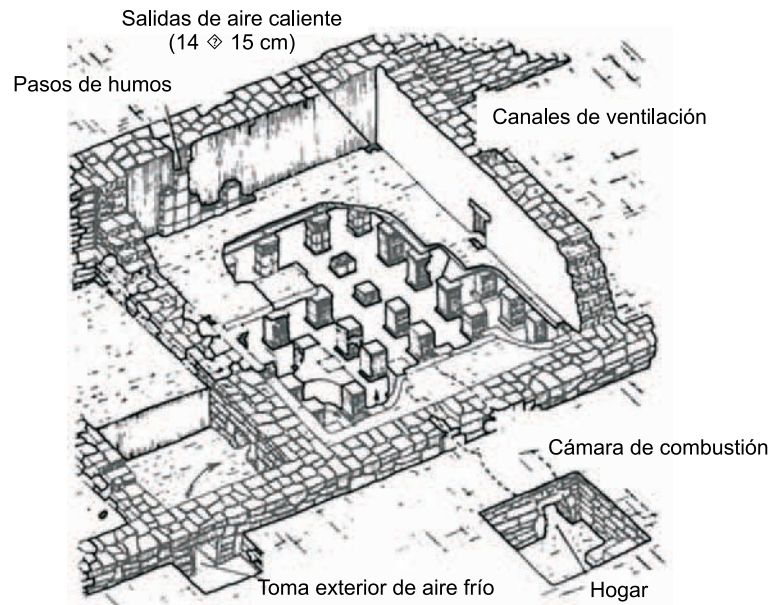 Salidas de aire caliente
(14 � 15 cm)
Pasos de humos
Canales de ventilación
Cámara de combustión
Toma exterior de aire frío
Hogar